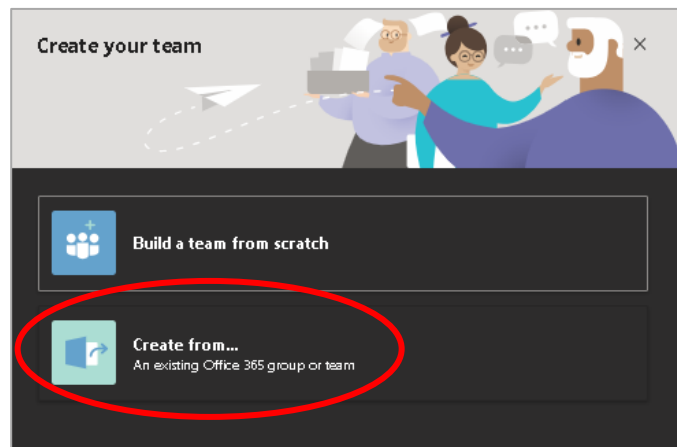 Create your team
Build a team from scratch
Create from...
An existing Office 365 group or team